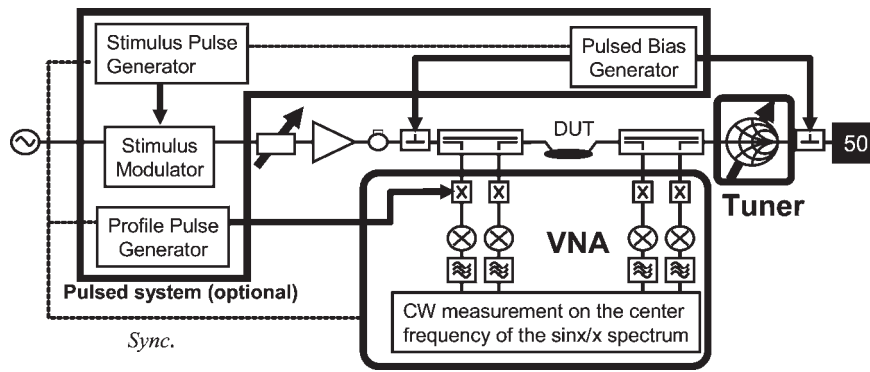 Stimulus Pulse
Generator
Pulsed Bias
Generator
Stimulus
Modulator
DUT
50
Tuner
Profile Pulse
Generator
X X X X
VNA
Pulsed system (optional)
CW measurement on the center
frequency of the sinx/x spectrum
Sync.